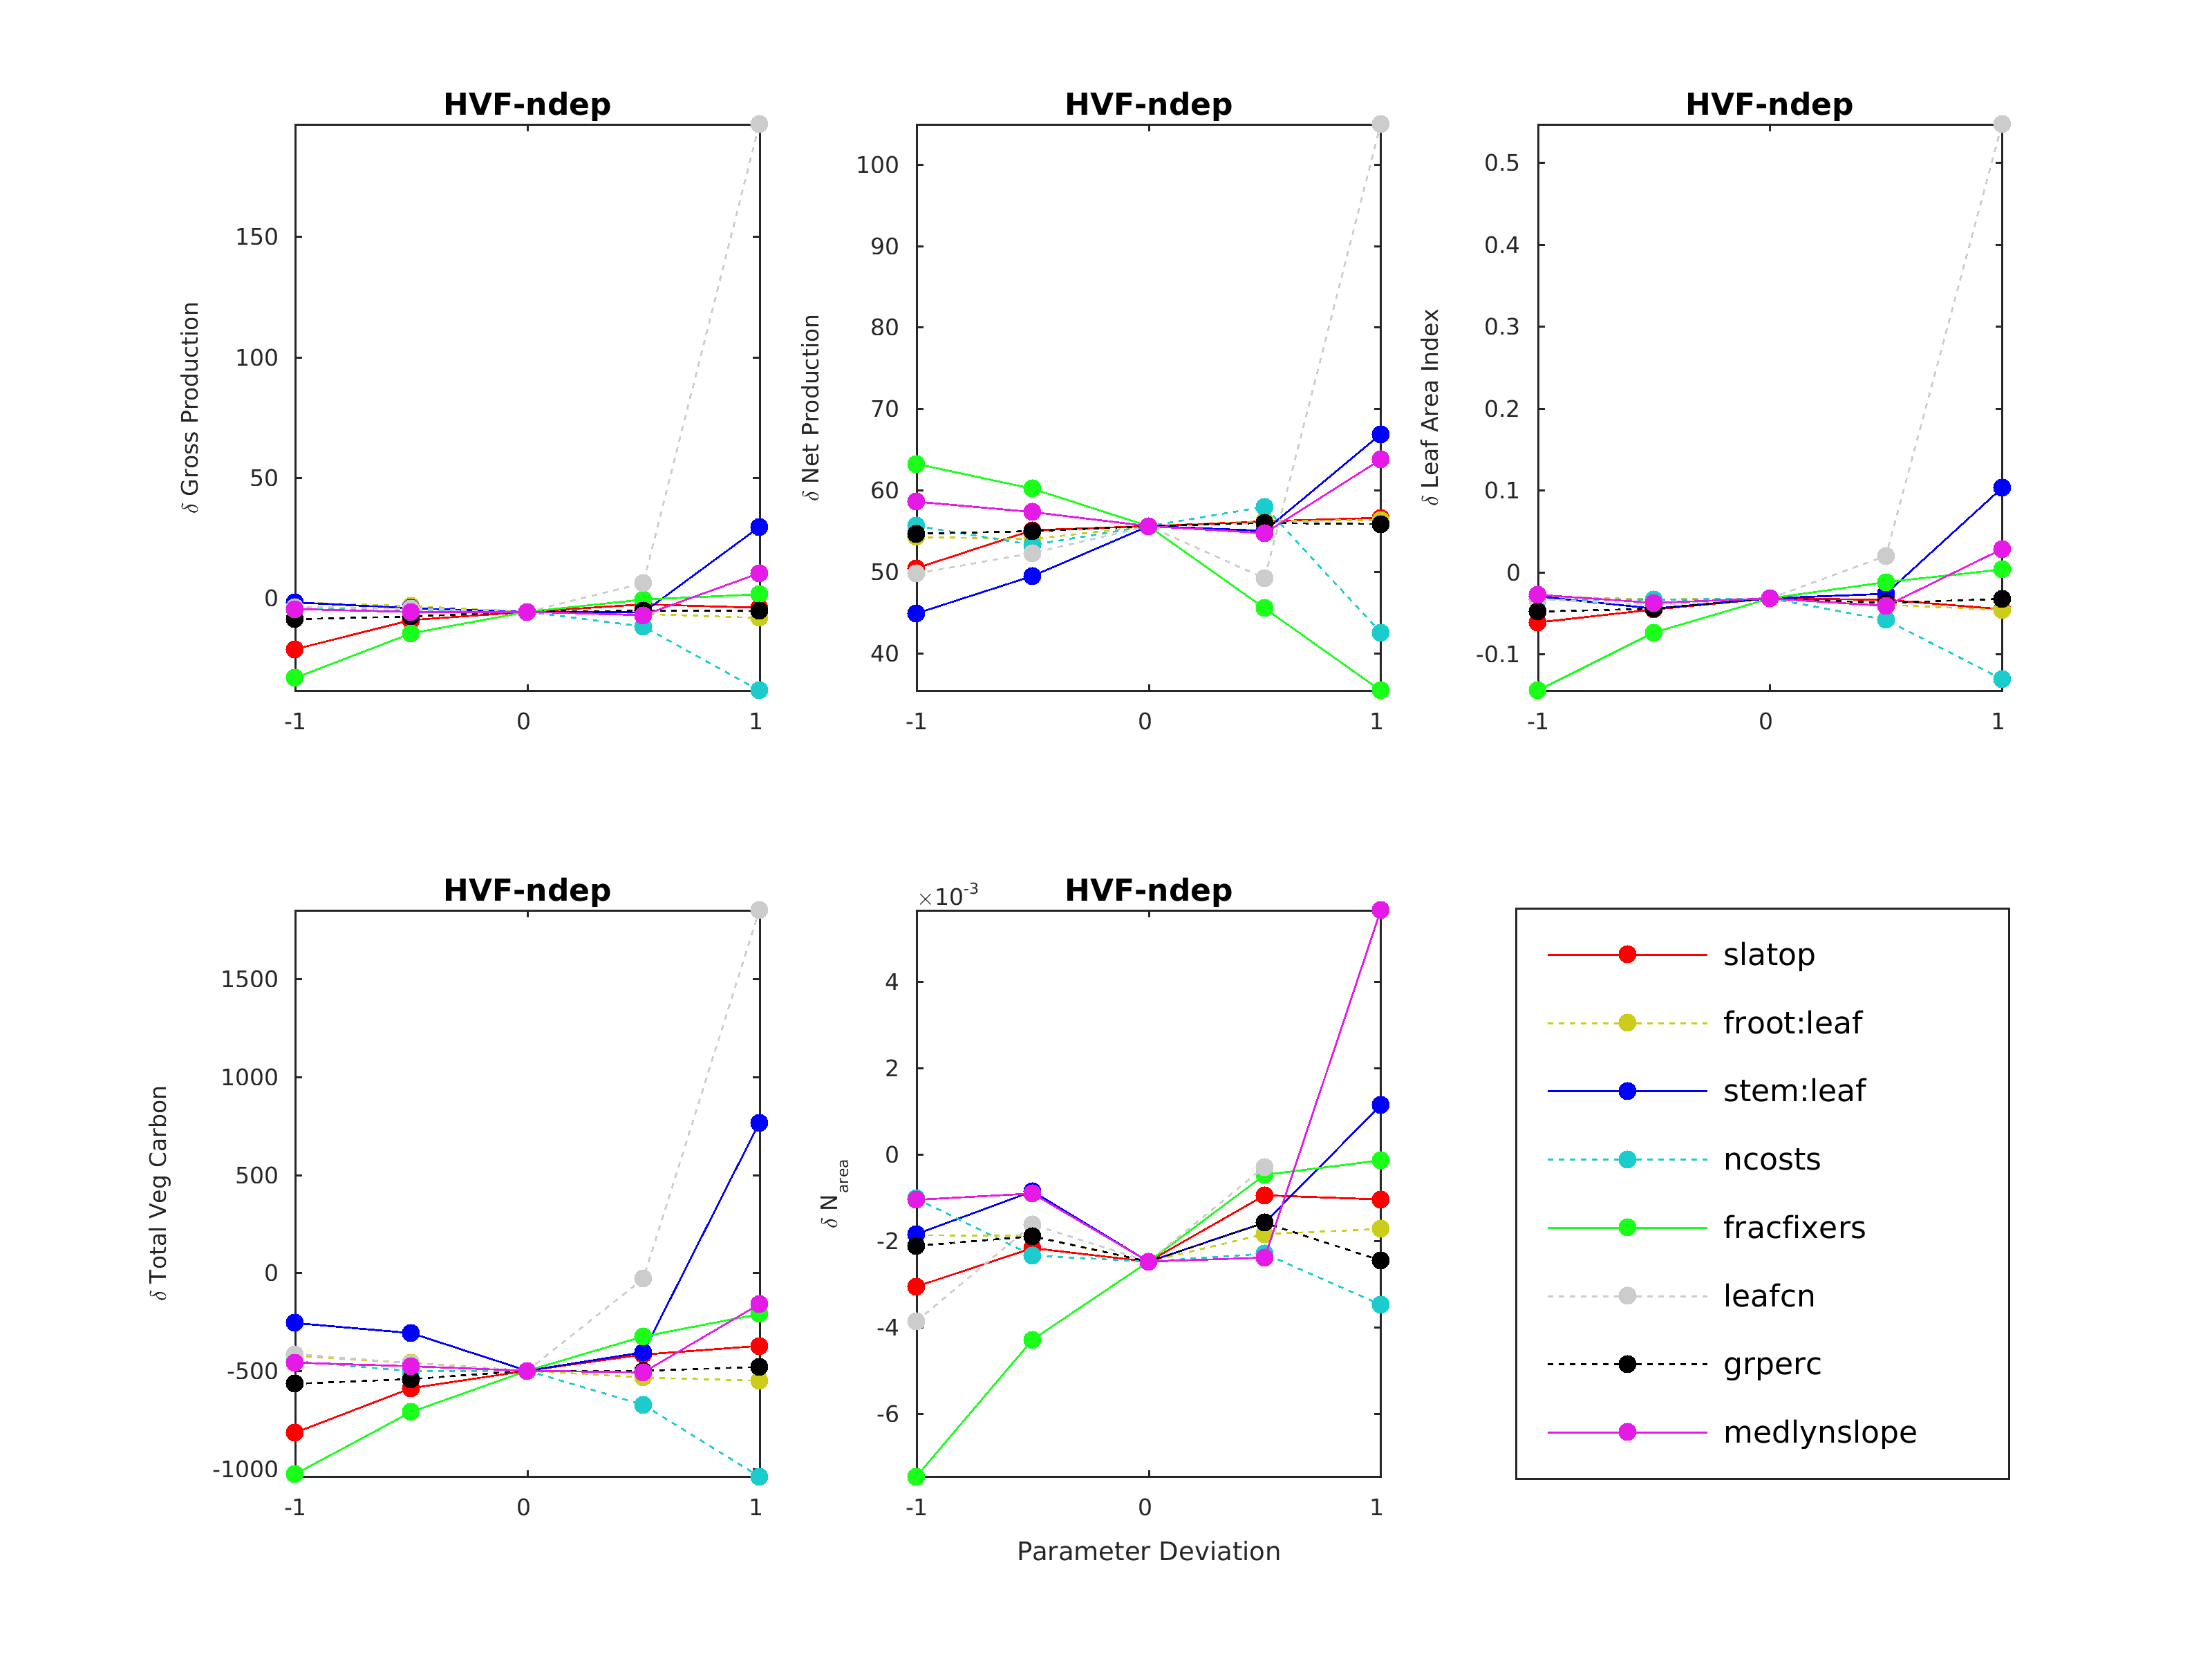 HVF-ndep
150
100
50
0
-1 0 1
δ Gross Production
HVF-ndep
100
90
80
70
60
50
40
-1 0 1
δ Net Production
HVF-ndep
0.5
0.4
0.3
0.2
0.1
0
-0.1
-1 0 1
δ Leaf Area Index
HVF-ndep
1500
1000
500
0
-500
-1000
-1 0 1
δ Total Veg Carbon
×10-3
HVF-ndep
4
2
0
-2
-4
-6
-1 0 1
δ Narea
Parameter Deviation
slatop
froot:leaf
stem:leaf
ncosts
fracfixers
leafcn
grperc
medlynslope